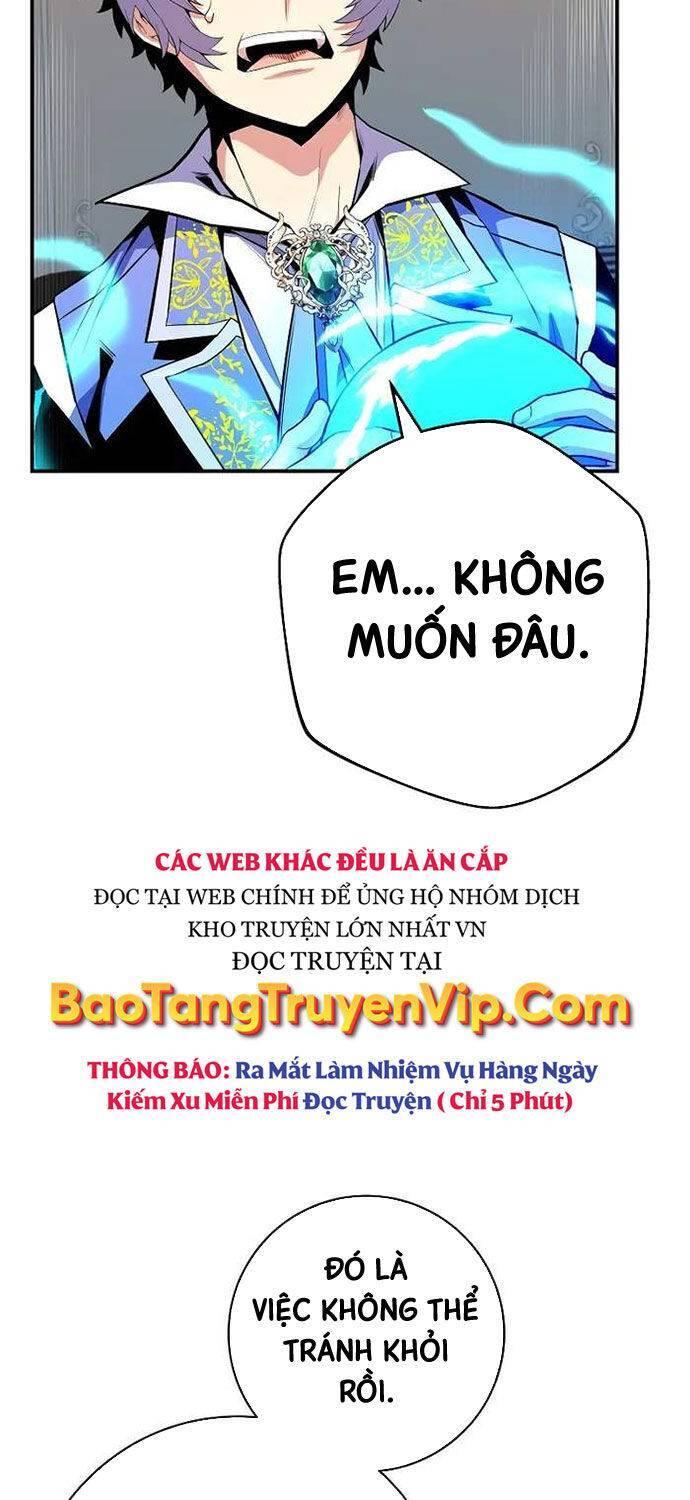 EM... KHÔNG
MUỐN ĐÂU.
CÁC WEB KHÁC ĐỀU LÀ ĂN CẮP
ĐỌC TẠI WEB CHÍNH ĐỂ ỦNG HỘ NHÓM DỊCH
KHO TRUYỆN LỚN NHẤT VN
ĐỌC TRUYỆN TẠI
BaoTangTruyenVip.Com
THÔNG BÁO: Ra Mắt Làm Nhiệm Vụ Hàng Ngày
Kiếm Xu Miễn Phí Đọc Truyện ( Chỉ 5 Phút)
ĐÓ LÀ
VIỆC KHÔNG THỂ
TRÁNH KHỎI
RỒI.